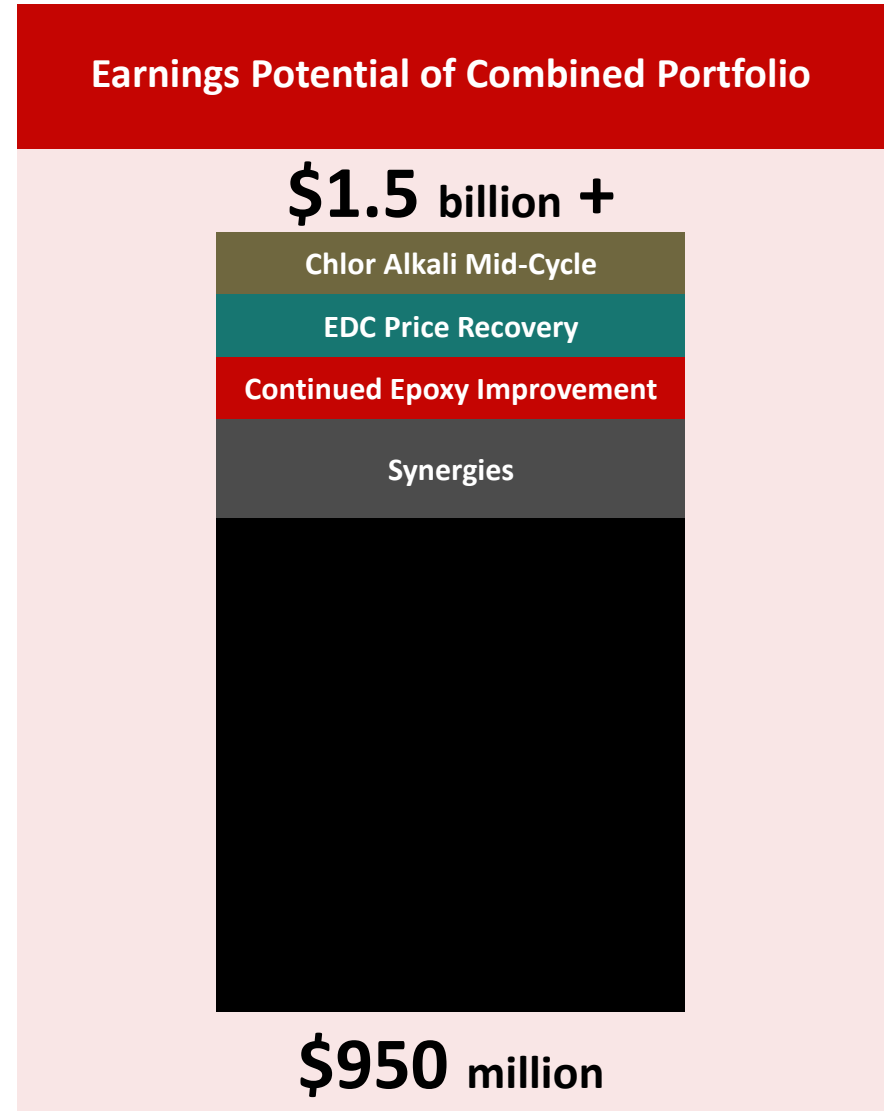 Earnings Potential of Combined Portfolio
$1.5 billion +
Chlor Alkali Mid-Cycle
EDC Price Recovery
Continued Epoxy Improvement
Synergies
$950 million